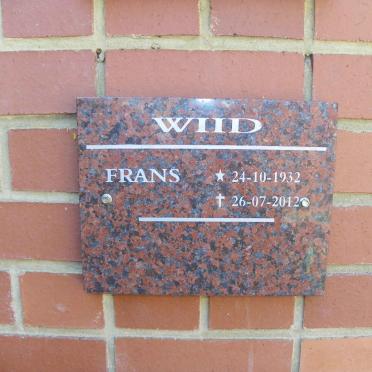 WIID
FRANS ★ 24-10-1932
✝ 26-07-2012